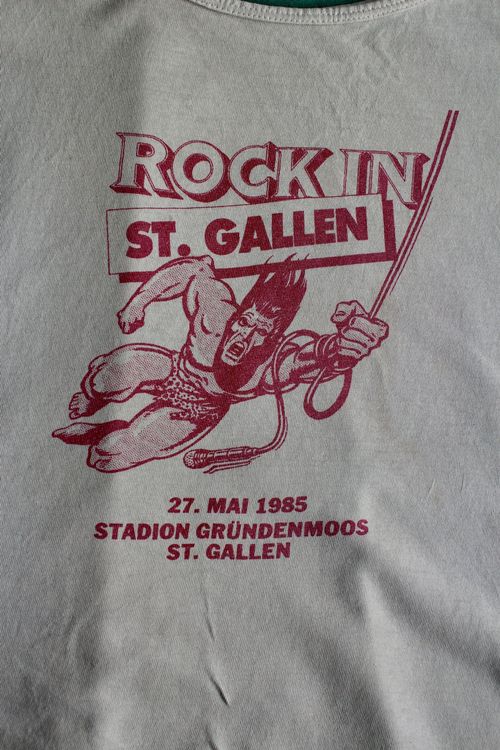 ROCK IN
ST. GALLEN
27. MAI 1985
STADION GRÜNDENMOOS
ST. GALLEN